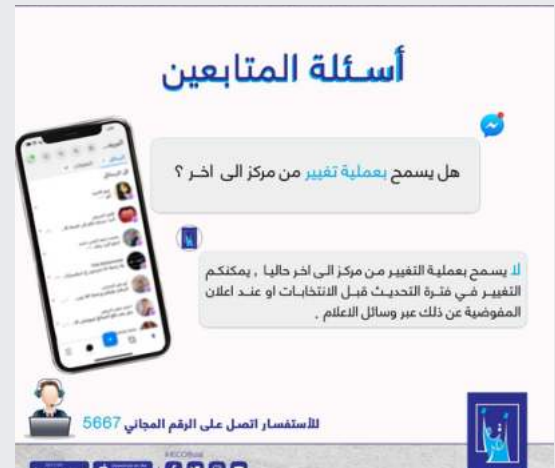 أسئلة المتابعين
هل يسمح بعملية تغيير من مركز الى اخر ؟
لا يسمح بعملية التغيير من مركز الى اخر حاليا , يمكنكم
التغيير في فترة التحديث قبل الانتخابات او عند اعلان
المفوضية عن ذلك عبر وسائل الاعلام .
للأستفسار اتصل على الرقم المجاني 5667